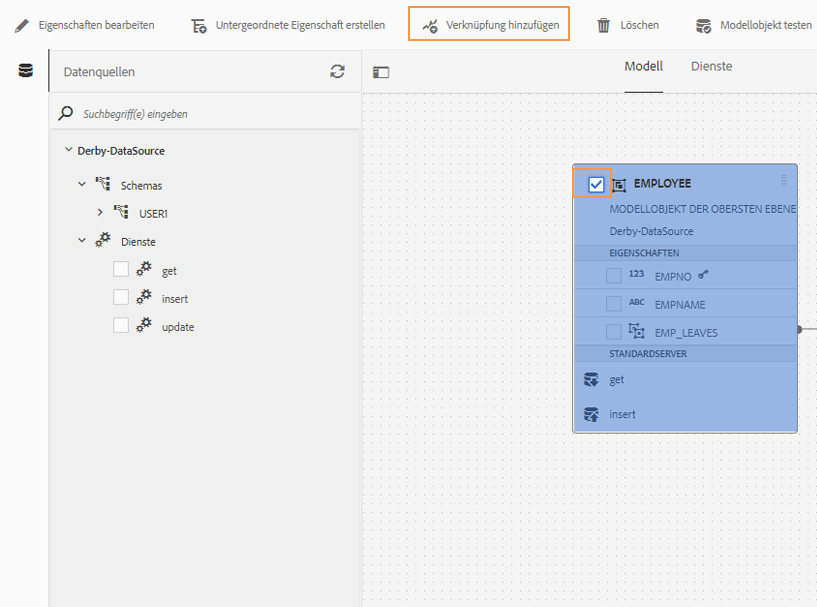 Eigenschaften bearbeiten
Untergeordnete Eigenschaft erstellen
Verknüpfung hinzufügen
Löschen
Modellobjekt testen
Datenquellen
Modell
Dienste
Suchbegriff(e) eingeben
Derby-DataSource
Schemas
USER1
Dienste
get
insert
update
EMPLOYEE
MODELLOBJEKT DER OBERSTEN EBENE
Derby-DataSource
EIGENSCHAFTEN
123 EMPNO
ABC EMPNAME
EMP_LEAVES
STANDARDSERVER
get
insert